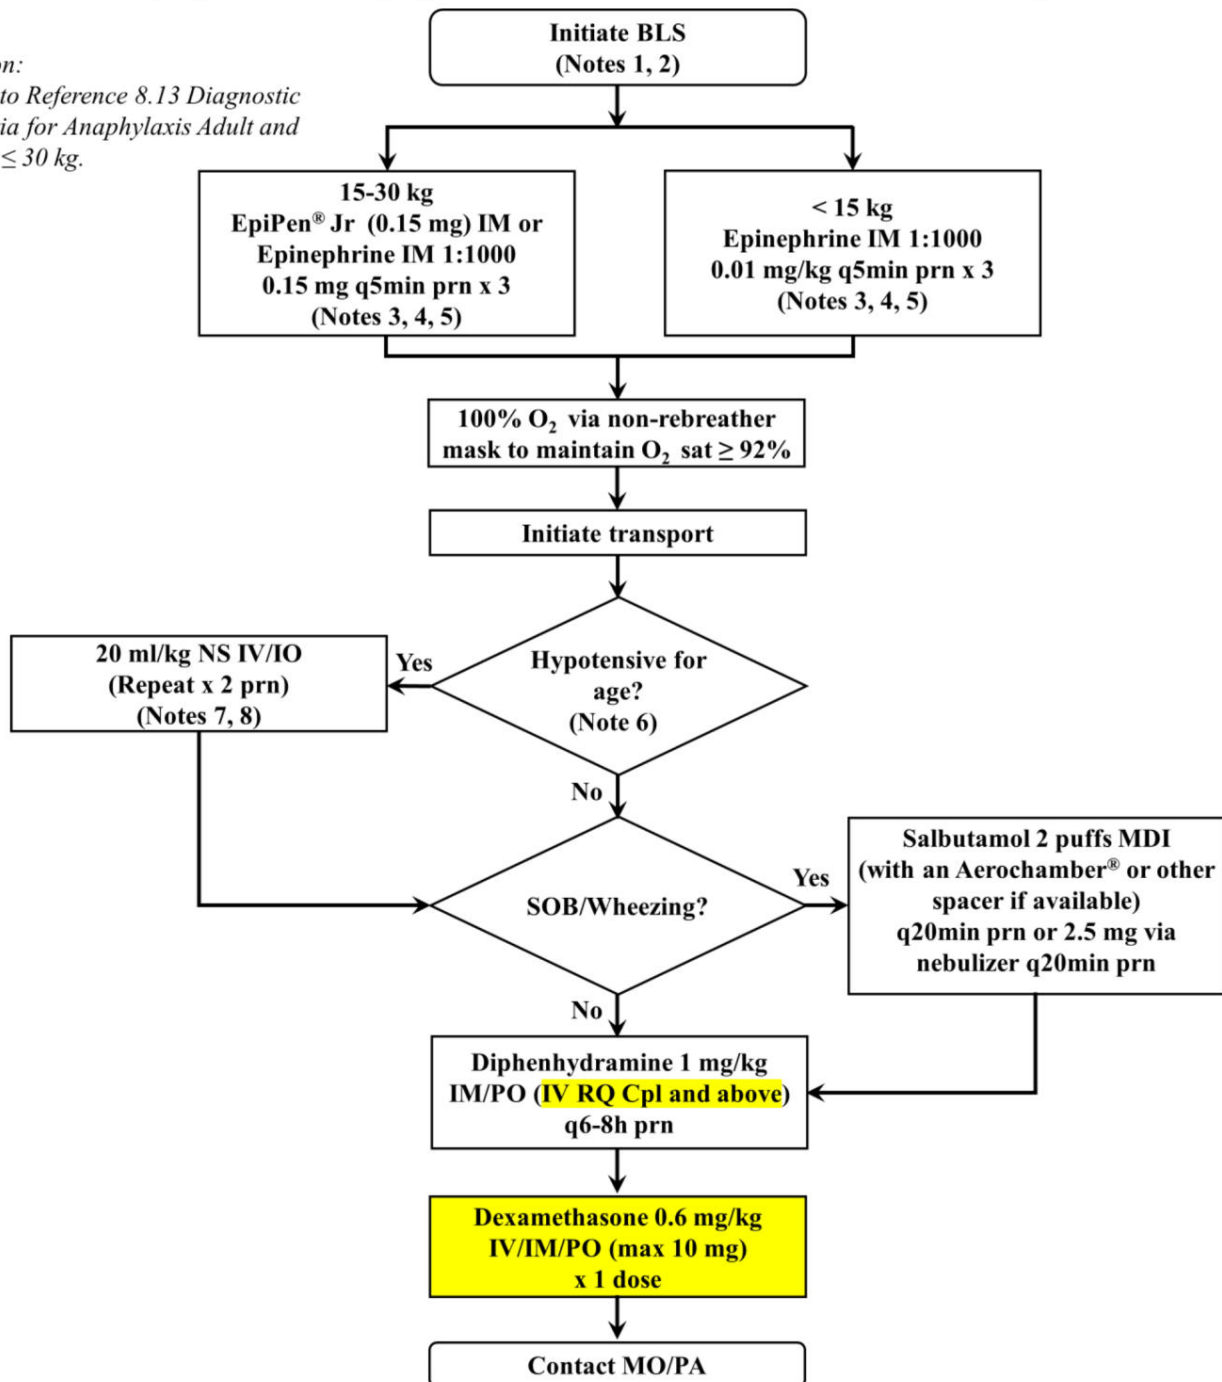 Initiate BLS
(Notes 1, 2)
to Reference 8.13 Diagnostic
for Anaphylaxis Adult and
≤ 30 kg.
15-30 kg
EpiPen® Jr (0.15 mg) IM or
Epinephrine IM 1:1000
0.15 mg q5min prn x 3
(Notes 3, 4, 5)
< 15 kg
Epinephrine IM 1:1000
0.01 mg/kg q5min prn x 3
(Notes 3, 4, 5)
100% O₂ via non-rebreather
mask to maintain O₂ sat ≥ 92%
Initiate transport
Hypotensive for
age?
(Note 6)
Yes
20 ml/kg NS IV/IO
(Repeat x 2 prn)
(Notes 7, 8)
No
SOB/Wheezing?
Yes
Salbutamol 2 puffs MDI
(with an Aerochamber® or other
spacer if available)
q20min prn or 2.5 mg via
nebulizer q20min prn
No
Diphenhydramine 1 mg/kg
IM/PO (IV RQ Cpl and above)
q6-8h prn
Dexamethasone 0.6 mg/kg
IV/IM/PO (max 10 mg)
x 1 dose
Contact MO/PA